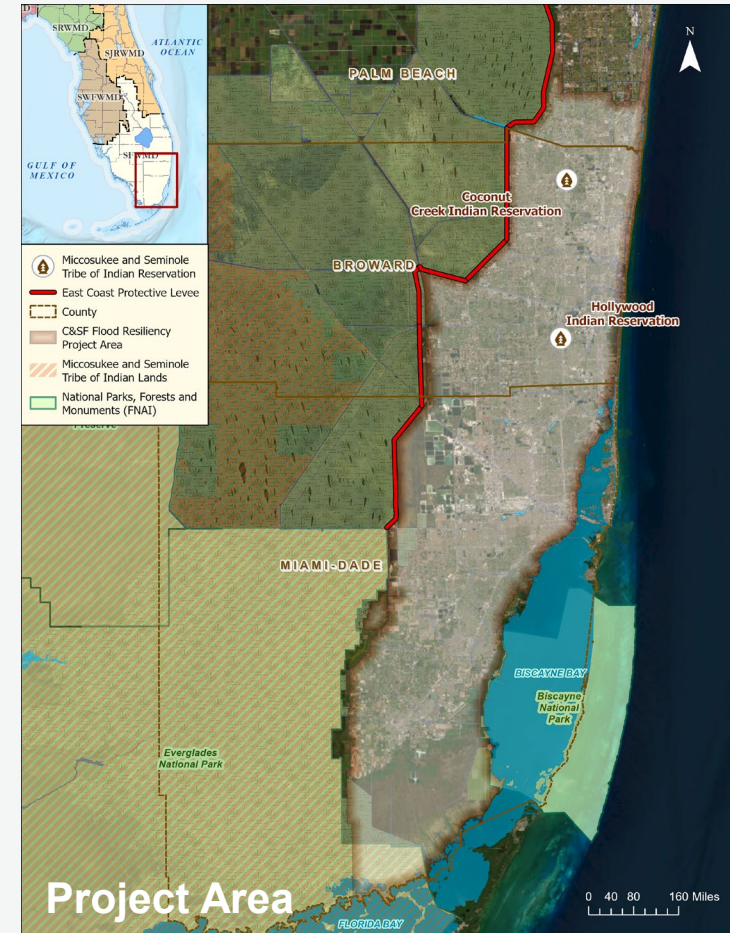 D
SRWMD
SJRWMD
ATLANTIC
OCEAN
SWFWMD
SFWMD
GULF OF
MEXICO
Miccosukee and Seminole
Tribe of Indian Reservation
East Coast Protective Levee
County
C&SF Flood Resiliency
Project Area
Miccosukee and Seminole
Tribe of Indian Lands
National Parks, Forests and
Monuments (FNAI)
N
PALM BEACH
Coconut
Creek Indian Reservation
BROWARD
Hollywood
Indian Reservation
Preserve
MIAMI-DADE
BISCAYNE BAY
Biscayne
National
Park
Everglades
National Park
Project Area
0 40 80 160 Miles
FLORIDA BAY